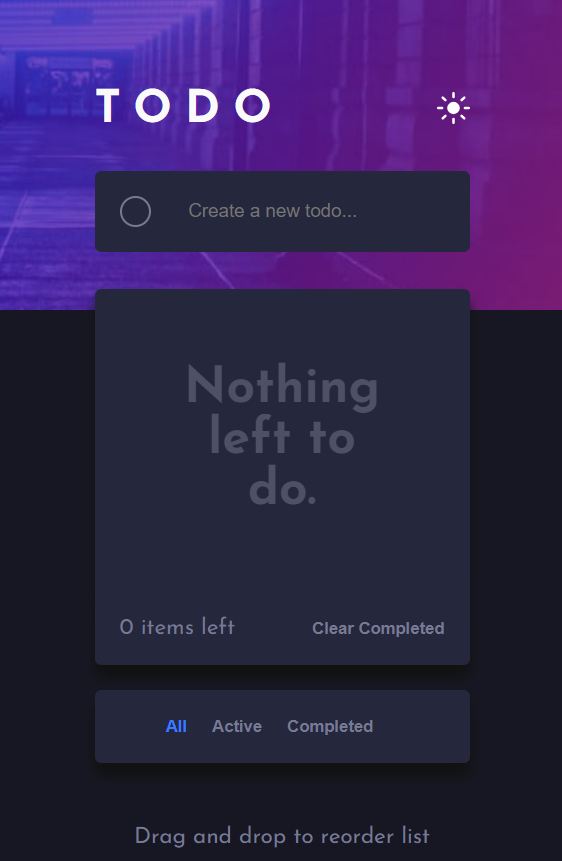 TODO
Create a new todo...
Nothing
left to
do.
0 items left
Clear Completed
All Active Completed
Drag and drop to reorder list